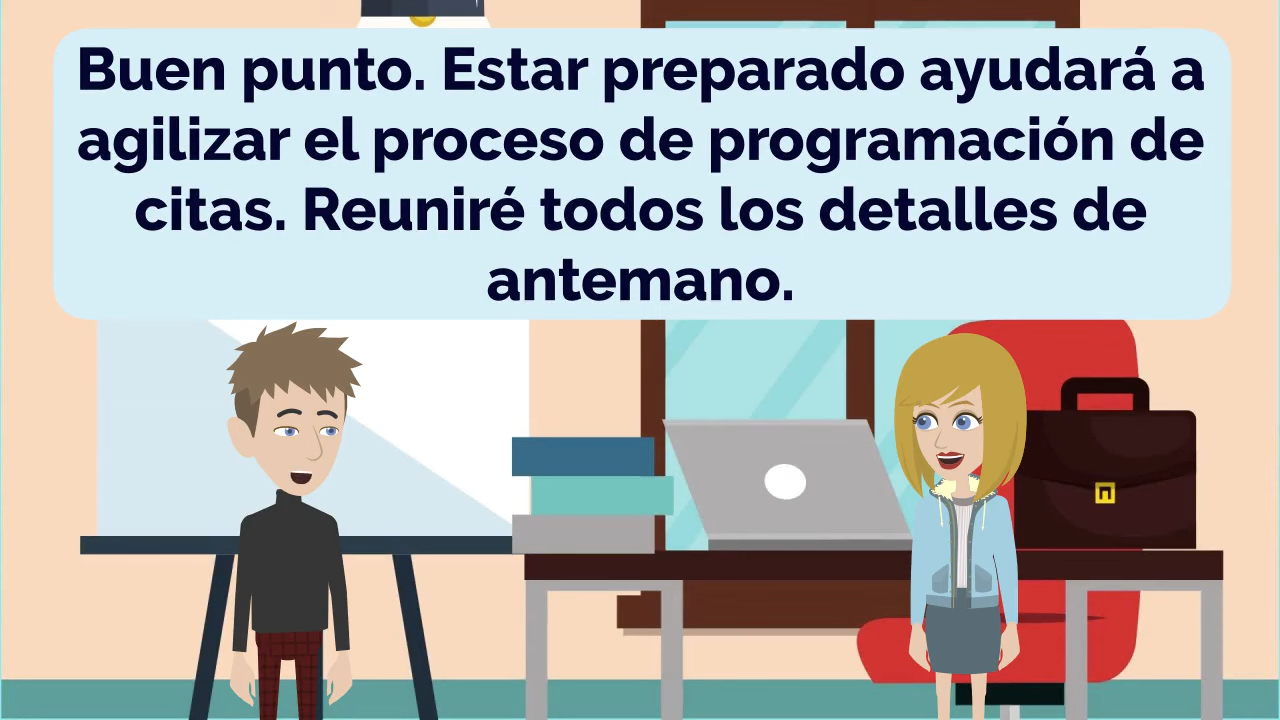 Buen punto. Estar preparado ayudará a
agilizar el proceso de programación de
citas. Reuniré todos los detalles de
antemano.